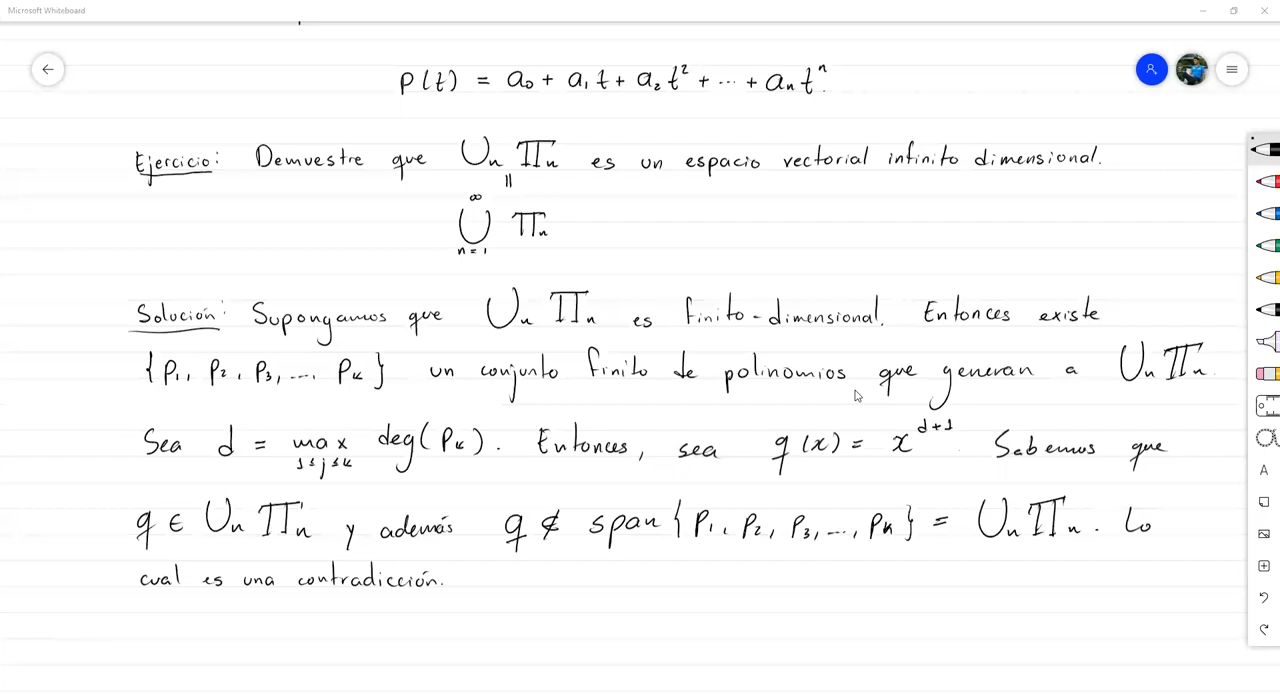 Microsoft Whiteboard
p(t) = a₀ + a₁t + a₂t² + ... + aₙtⁿ.
Ejercicio: Demuestre que ∪ₙ Πₙ es un espacio vectorial infinito dimensional.
||
∞
∪ Πₙ
n=1
Solución: Supongamos que ∪ₙ Πₙ es finito-dimensional. Entonces existe
{p₁, p₂, p₃, ..., pₖ} un conjunto finito de polinomios que generan a ∪ₙ Πₙ.
Sea d = max deg(pₖ). Entonces, sea q(x) = x^{d+1}. Sabemos que
1≤j≤k
q ∈ ∪ₙ Πₙ y además q ∉ span {p₁, p₂, p₃, ..., pₖ} = ∪ₙ Πₙ. Lo
cual es una contradicción.
A